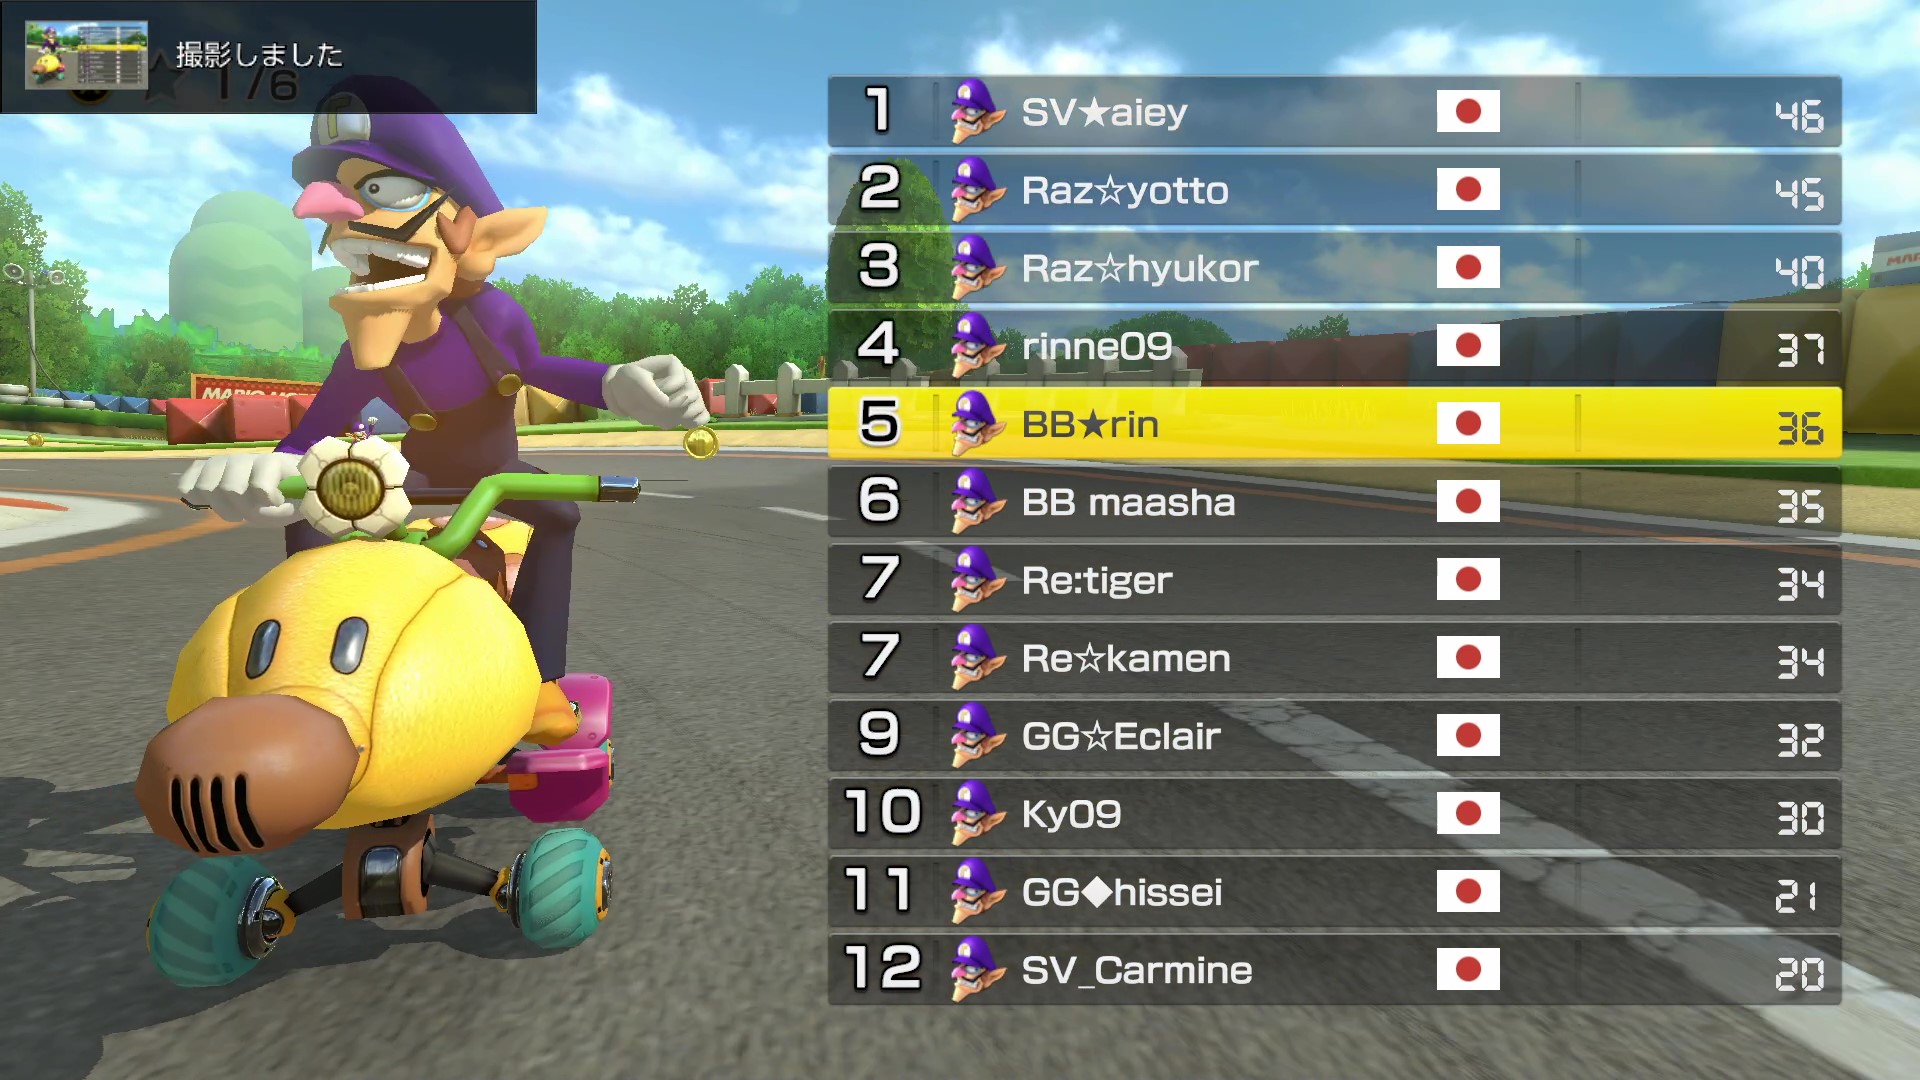 撮影しました
1/6
1 SV★aiey 46
2 Raz☆yotto 45
3 Raz☆hyukor 40
4 rinne09 37
5 BB★rin 36
6 BB maasha 35
7 Re:tiger 34
7 Re☆kamen 34
9 GG☆Eclair 32
10 Ky09 30
11 GG◆hissei 21
12 SV_Carmine 20